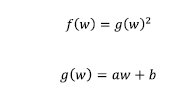 f(w) = g(w)²
g(w) = aw + b